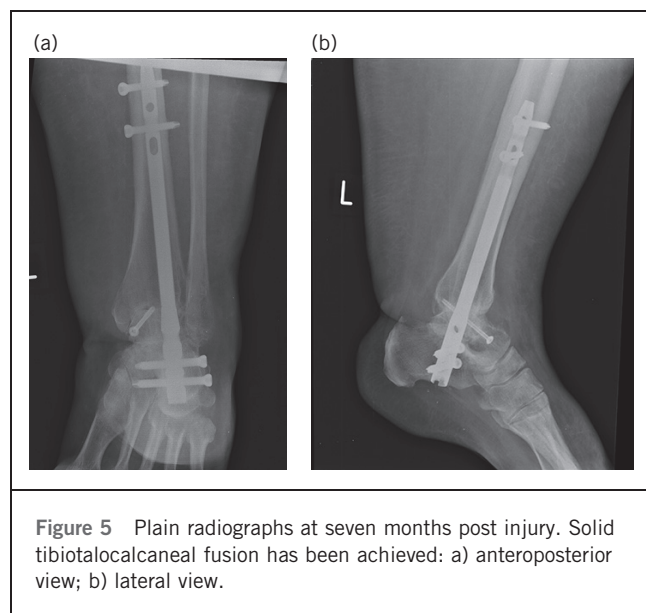 (a)
(b)
L
Figure 5 Plain radiographs at seven months post injury. Solid
tibiotalocalcaneal fusion has been achieved: a) anteroposterior
view; b) lateral view.